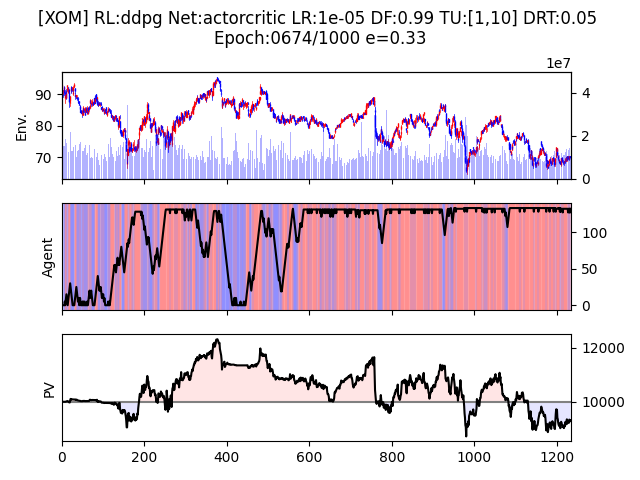 [XOM] RL:ddpg Net:actorcritic LR:1e-05 DF:0.99 TU:[1,10] DRT:0.05
Epoch:0674/1000 e=0.33
1e7
Env.
90
80
70
4
2
0
Agent
100
50
0
PV
12000
10000
0 200 400 600 800 1000 1200